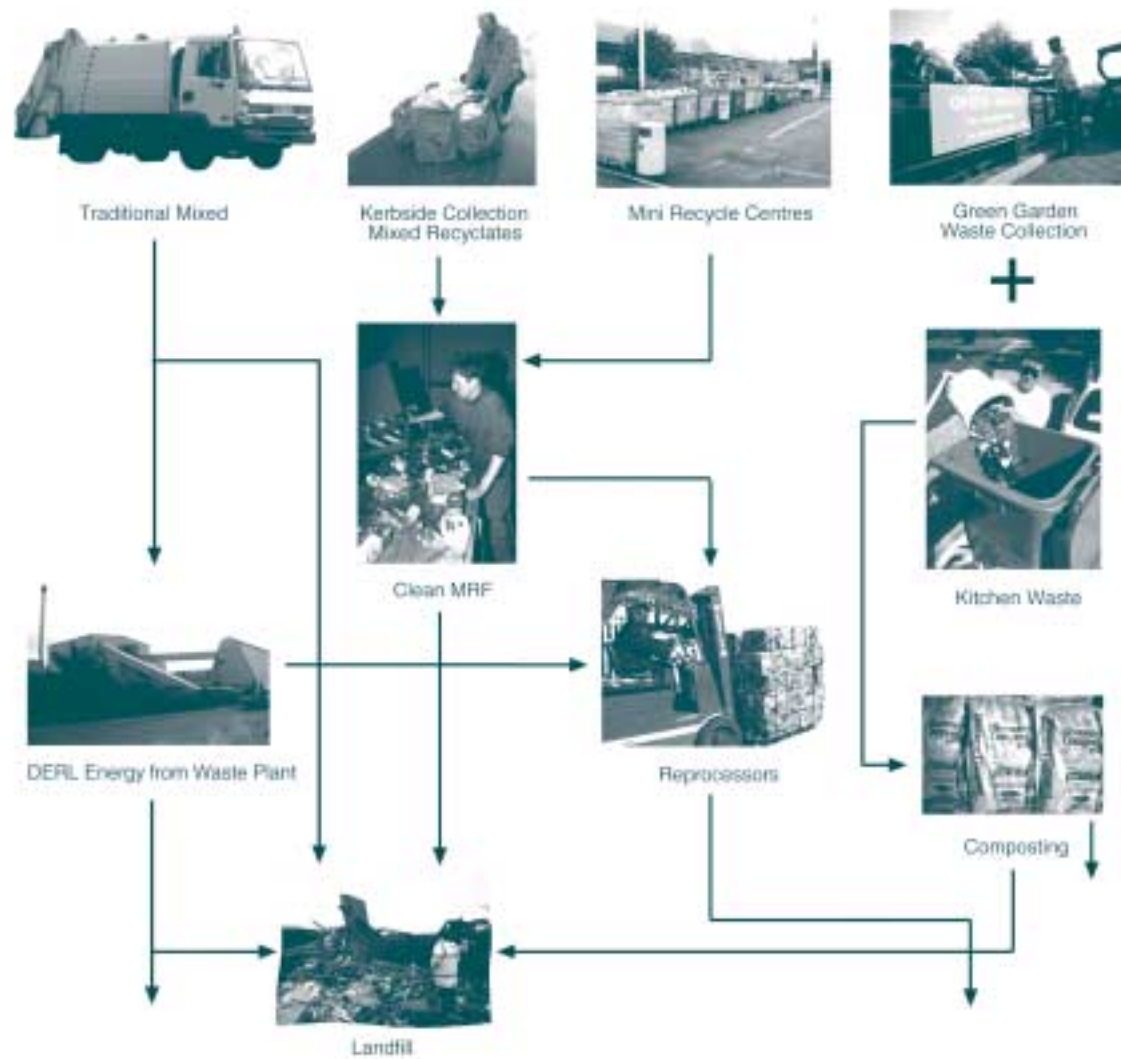 Traditional Mixed
Kerbside Collection
Mixed Recyclates
Mini Recycle Centres
Green Garden
Waste Collection
Clean MRF
Kitchen Waste
DERL Energy from Waste Plant
Reprocessors
Composting
Landfill